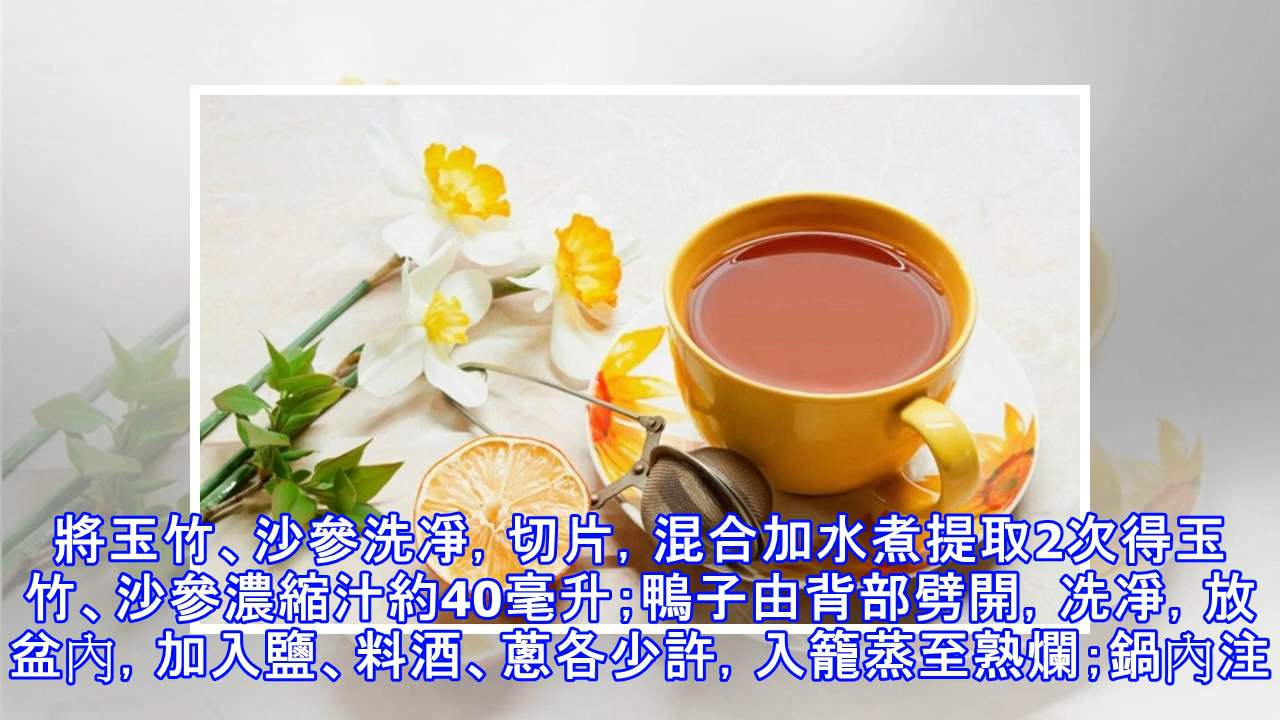 將玉竹、沙參洗淨, 切片, 混合加水煮提取2次得玉
竹、沙參濃縮汁約40毫升;鴨子由背部劈開, 洗淨, 放
盆內, 加入鹽、料酒、蔥各少許, 入籠蒸至熟爛;鍋內注